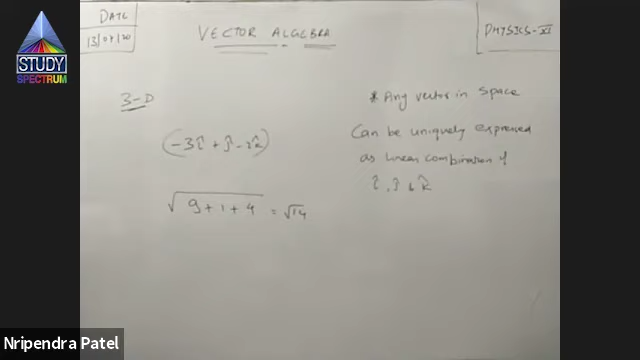 DATE
13/07/20
VECTOR ALGEBRA
PHYSICS-XI
STUDY
SPECTRUM
3-D
* Any vector in space
Can be uniquely expressed
as linear combination of
î, ĵ & k̂
(-3î + ĵ - 2k̂)
√9+1+4 = √14
Nripendra Patel